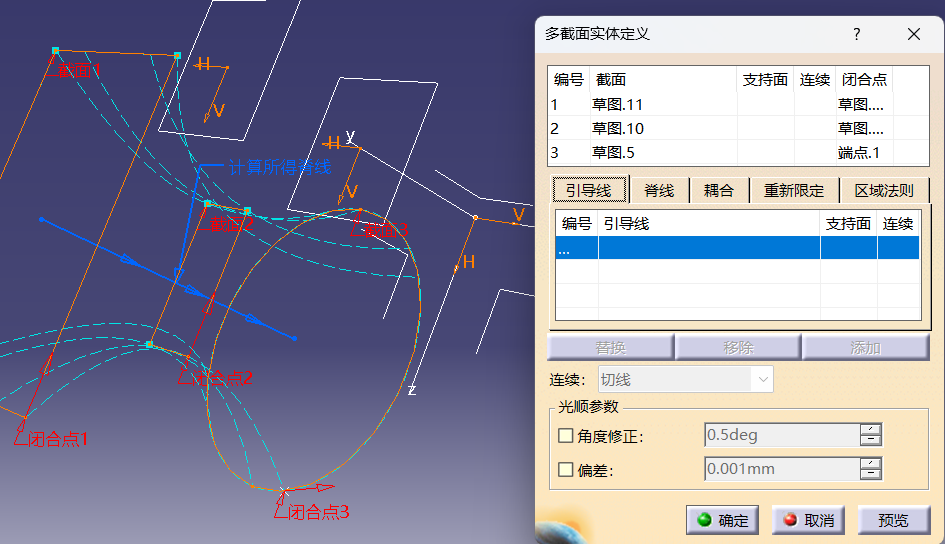 截面1
H
V
H
y
V
计算所得脊线
截面2
截面3
V
H
z
闭合点2
闭合点1
闭合点3
多截面实体定义 ?
编号 截面 支持面 连续 闭合点
1 草图.11 草图....
2 草图.10 草图....
3 草图.5 端点.1
引导线 脊线 耦合 重新限定 区域法则
编号 引导线 支持面 连续
...
替换 移除 添加
连续: 切线
光顺参数
角度修正: 0.5deg
偏差: 0.001mm
确定 取消 预览